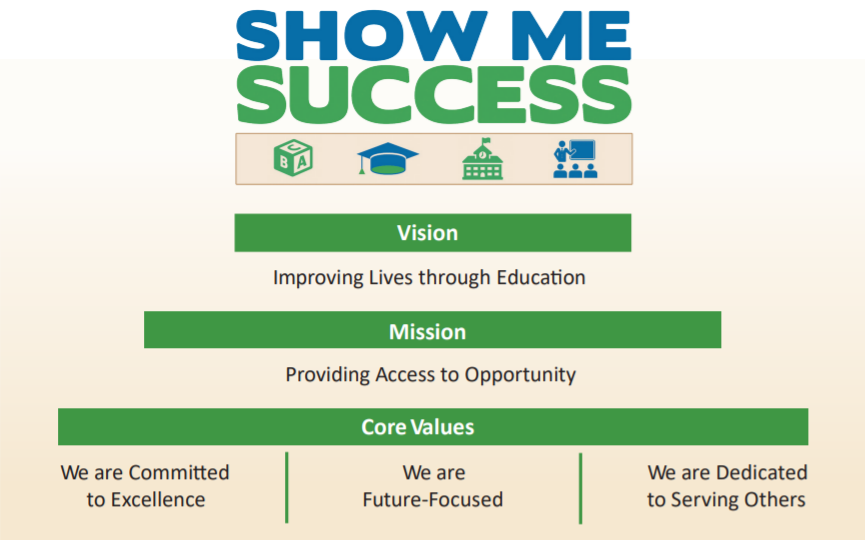 SHOW ME
SUCCESS
C
B A
Vision
Improving Lives through Education
Mission
Providing Access to Opportunity
Core Values
We are Committed
to Excellence
We are
Future-Focused
We are Dedicated
to Serving Others